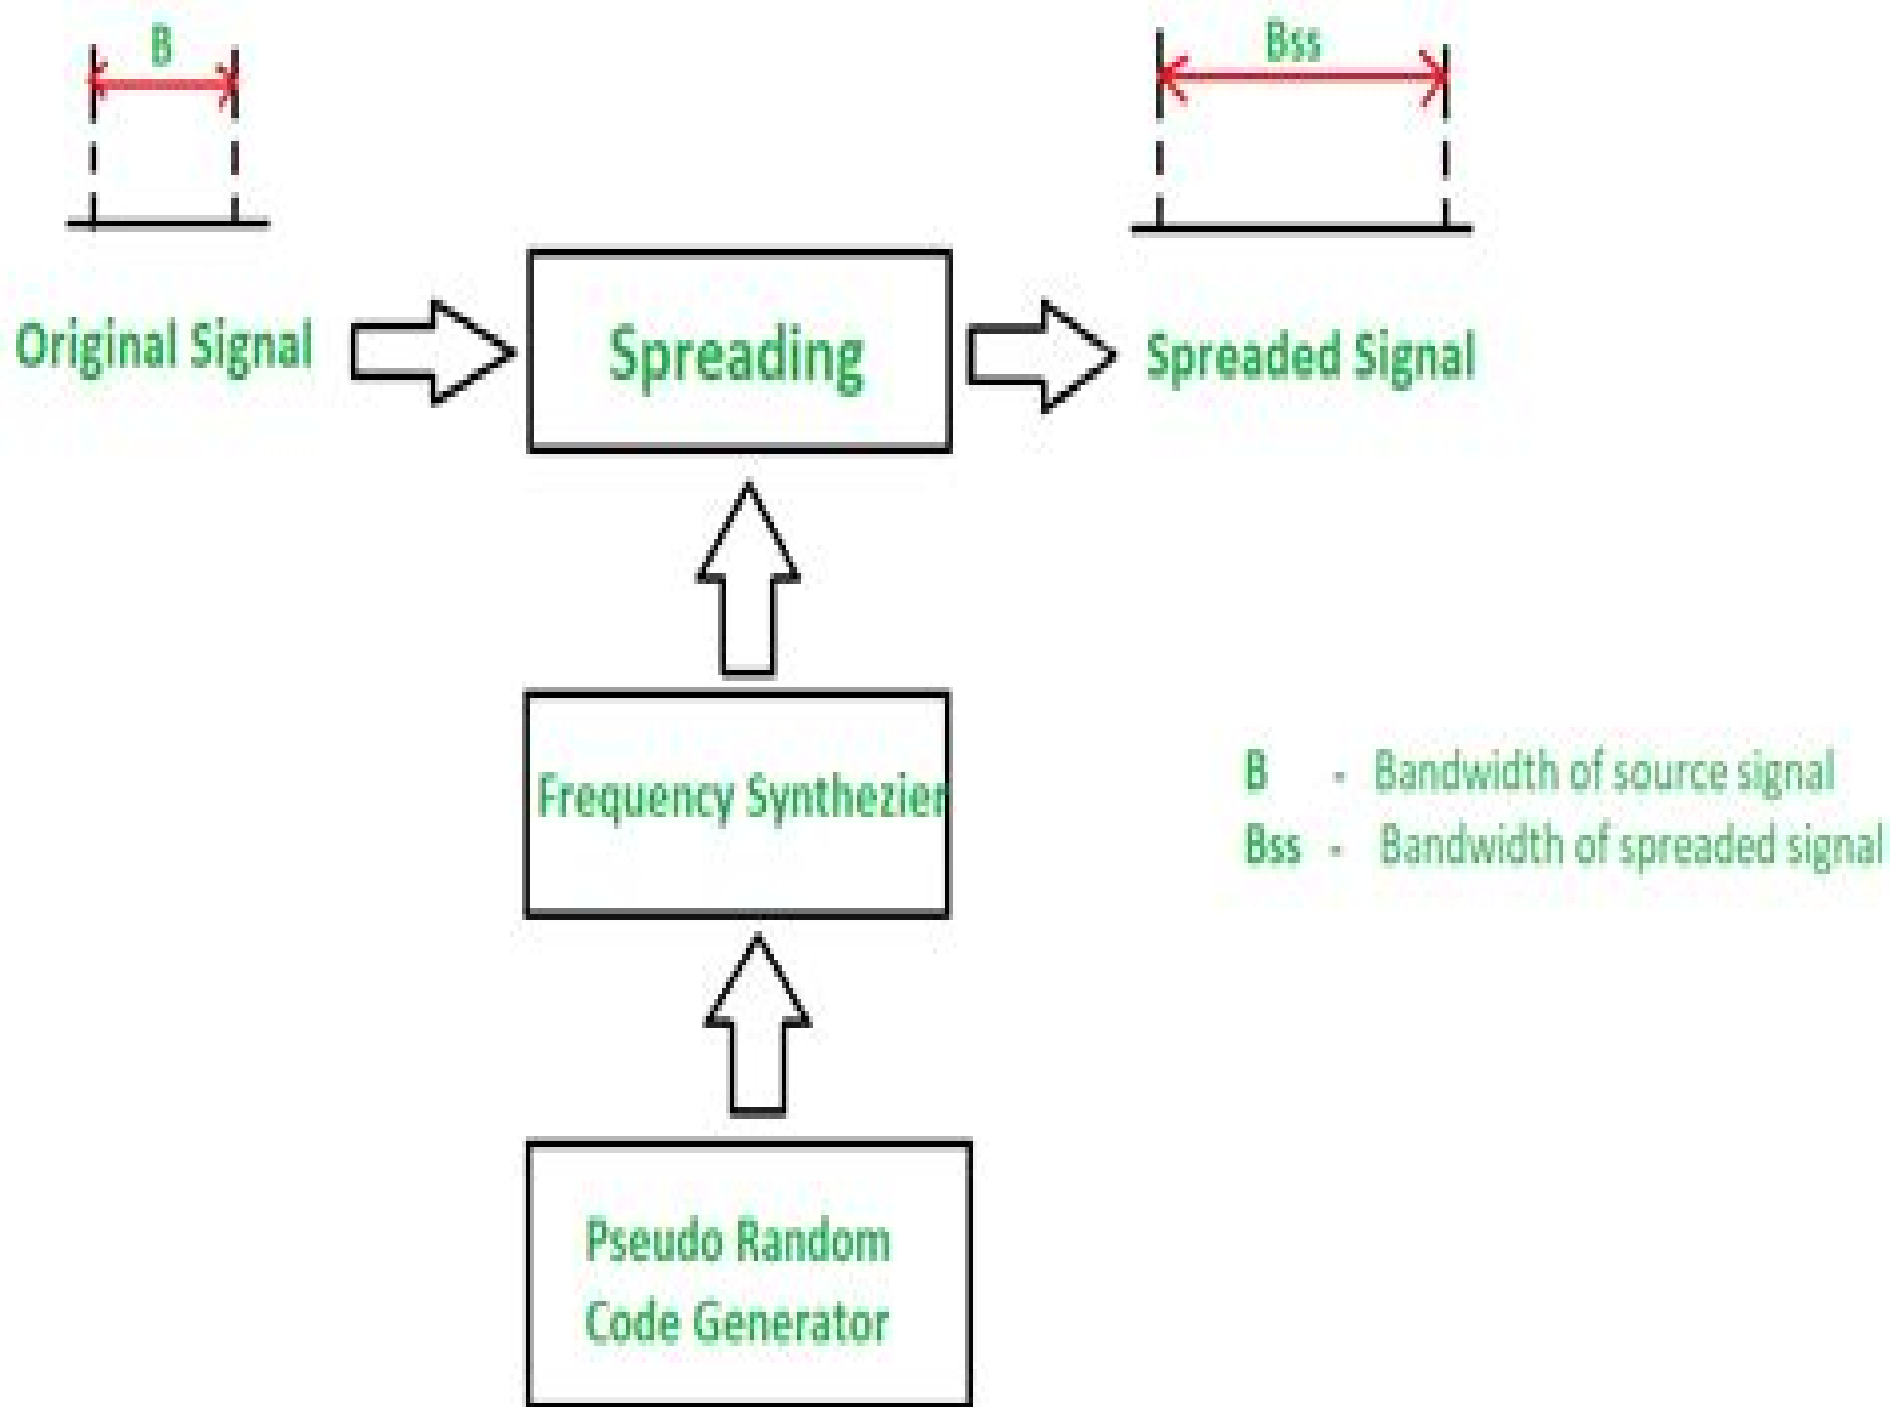 B
Bss
Original Signal
Spreading
Spreaded Signal
Frequency Synthezier
B - Bandwidth of source signal
Bss - Bandwidth of spreaded signal
Pseudo Random
Code Generator